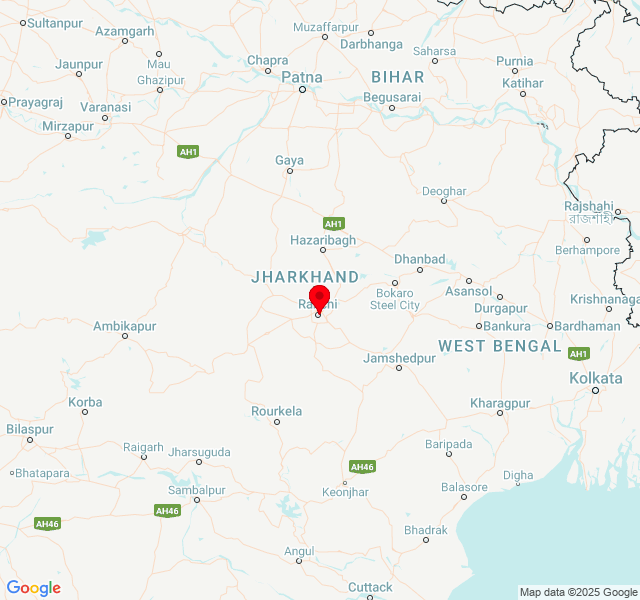 Sultanpur
Muzaffarpur
Azamgarh
Darbhanga
Saharsa
Mau
Chapra
Purnia
Jaunpur
Ghazipur
Patna
BIHAR
Katihar
Prayagraj
Varanasi
Begusarai
Mirzapur
AH1
Gaya
Deoghar
Rajshahi
রাজশাহী
AH1
Hazaribagh
Berhampore
Dhanbad
JHARKHAND
Bokaro
Steel City
Asansol
Durgapur
Krishnanaga
Ambikapur
Bankura
Bardhaman
WEST BENGAL
AH1
Jamshedpur
Kolkata
Korba
Rourkela
Kharagpur
Bilaspur
Raigarh
Jharsuguda
Baripada
AH46
Bhatapara
Digha
Keonjhar
Balasore
Sambalpur
AH46
AH46
Bhadrak
Angul
Cuttack
Google
Map data ©2025 Google